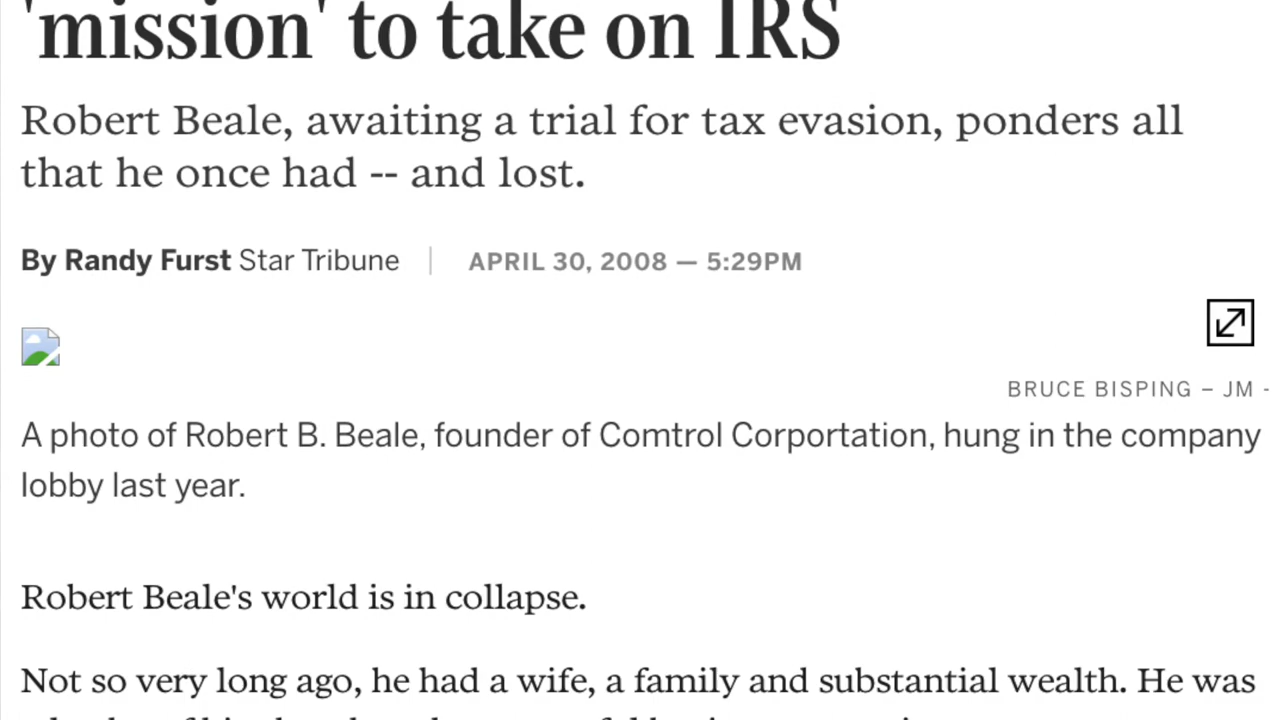 'mission' to take on IRS
Robert Beale, awaiting a trial for tax evasion, ponders all
that he once had -- and lost.
By Randy Furst Star Tribune | APRIL 30, 2008 — 5:29PM
BRUCE BISPING – JM -
A photo of Robert B. Beale, founder of Comtrol Corportation, hung in the company
lobby last year.
Robert Beale's world is in collapse.
Not so very long ago, he had a wife, a family and substantial wealth. He was